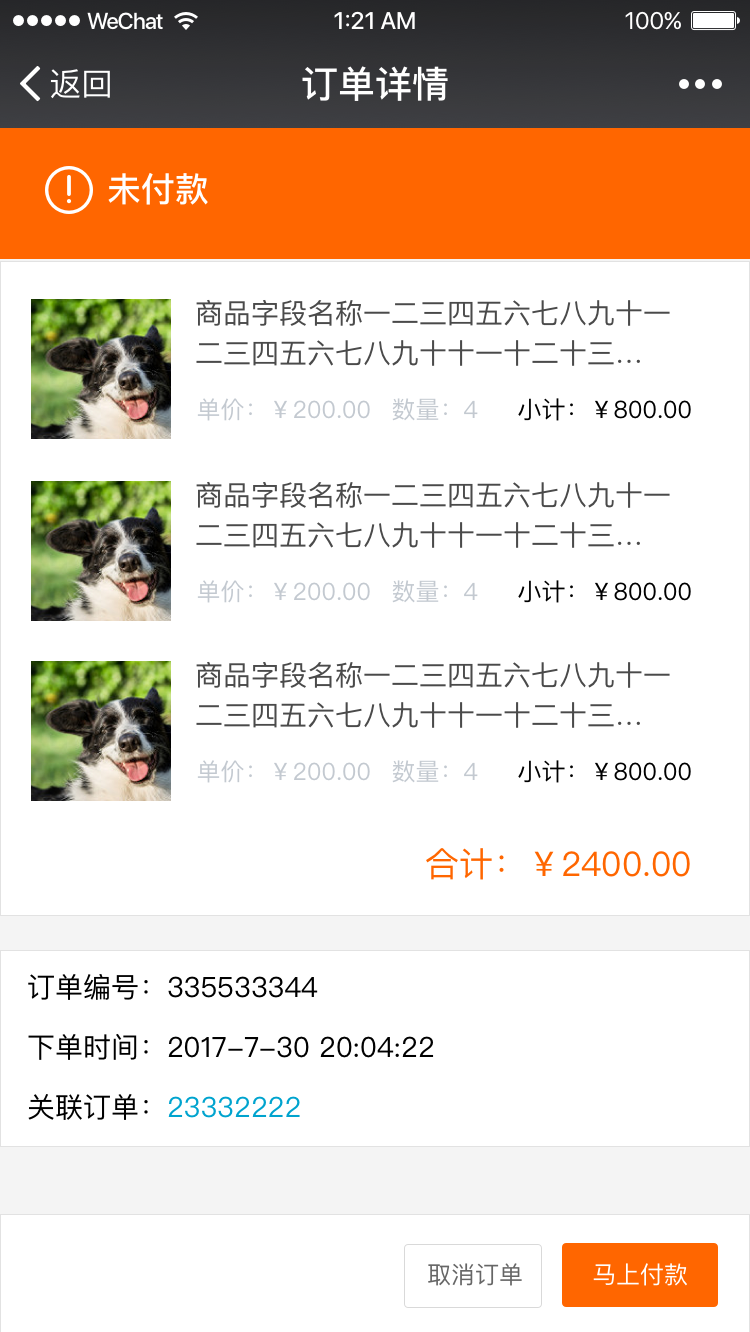 WeChat 1:21 AM 100%
返回 订单详情
未付款
商品字段名称一二三四五六七八九十一
二三四五六七八九十十一十二十三...
单价：￥200.00 数量：4 小计：￥800.00
商品字段名称一二三四五六七八九十一
二三四五六七八九十十一十二十三...
单价：￥200.00 数量：4 小计：￥800.00
商品字段名称一二三四五六七八九十一
二三四五六七八九十十一十二十三...
单价：￥200.00 数量：4 小计：￥800.00
合计：￥2400.00
订单编号：335533344
下单时间：2017-7-30 20:04:22
关联订单：23332222
取消订单 马上付款